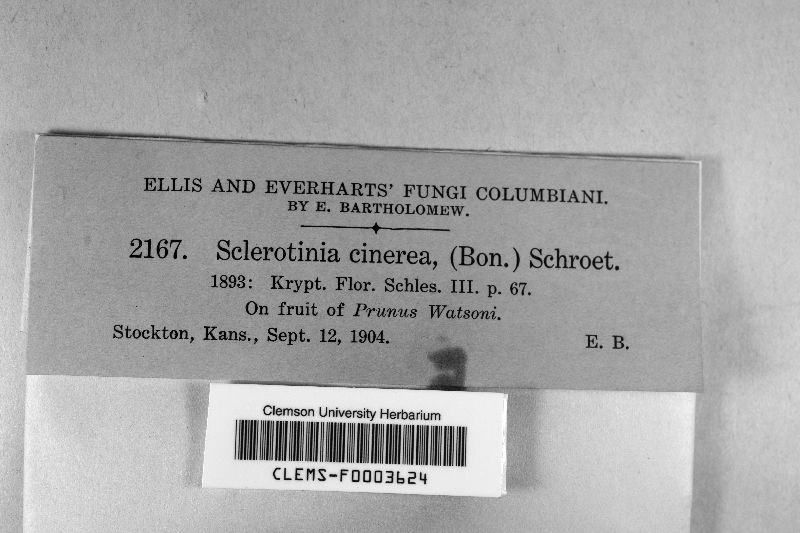 ELLIS AND EVERHARTS' FUNGI COLUMBIANI.
BY E. BARTHOLOMEW.
2167. Sclerotinia cinerea, (Bon.) Schroet.
1893: Krypt. Flor. Schles. III. p. 67.
On fruit of Prunus Watsoni.
Stockton, Kans., Sept. 12, 1904. E. B.
Clemson University Herbarium
CLEMS-F0003624